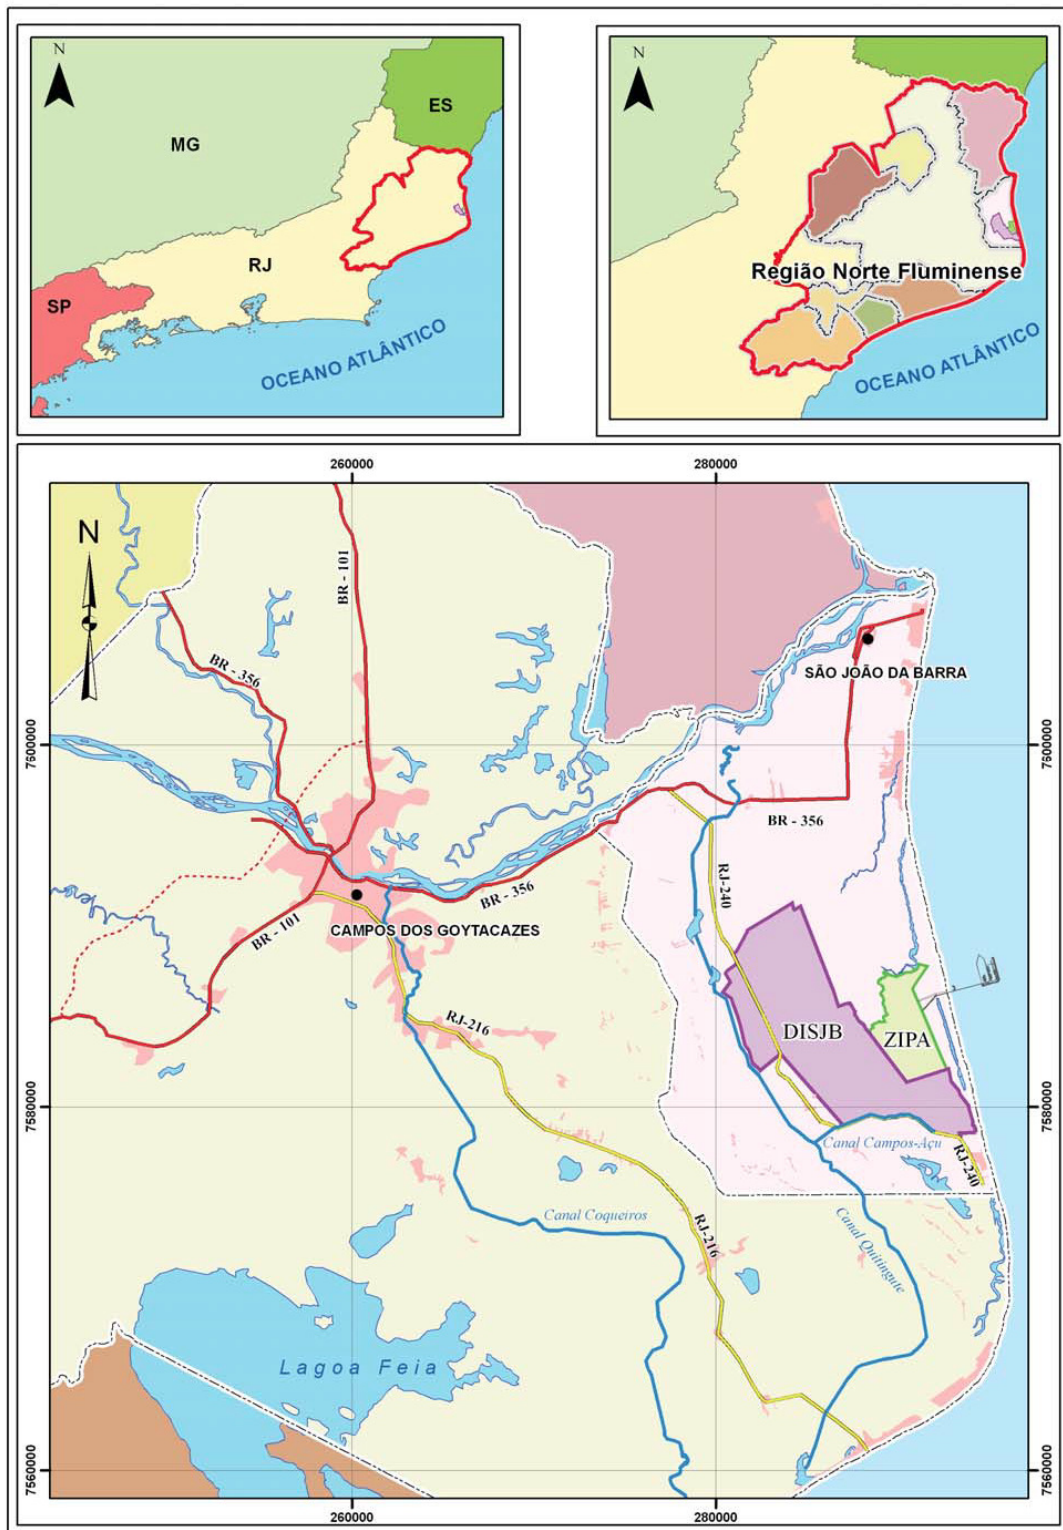 N
MG
ES
RJ
SP
OCEANO ATLÂNTICO
N
Região Norte Fluminense
OCEANO ATLÂNTICO
260000
280000
N
BR - 101
BR - 356
SÃO JOÃO DA BARRA
7600000
7600000
BR - 356
BR - 356
RJ-240
BR - 101
CAMPOS DOS GOYTACAZES
RJ-216
DISJB
ZIPA
7580000
7580000
Canal Campos-Açu
RJ-240
Canal Coqueiros
RJ-216
Canal Quitingute
Lagoa Feia
7560000
7560000
260000
280000